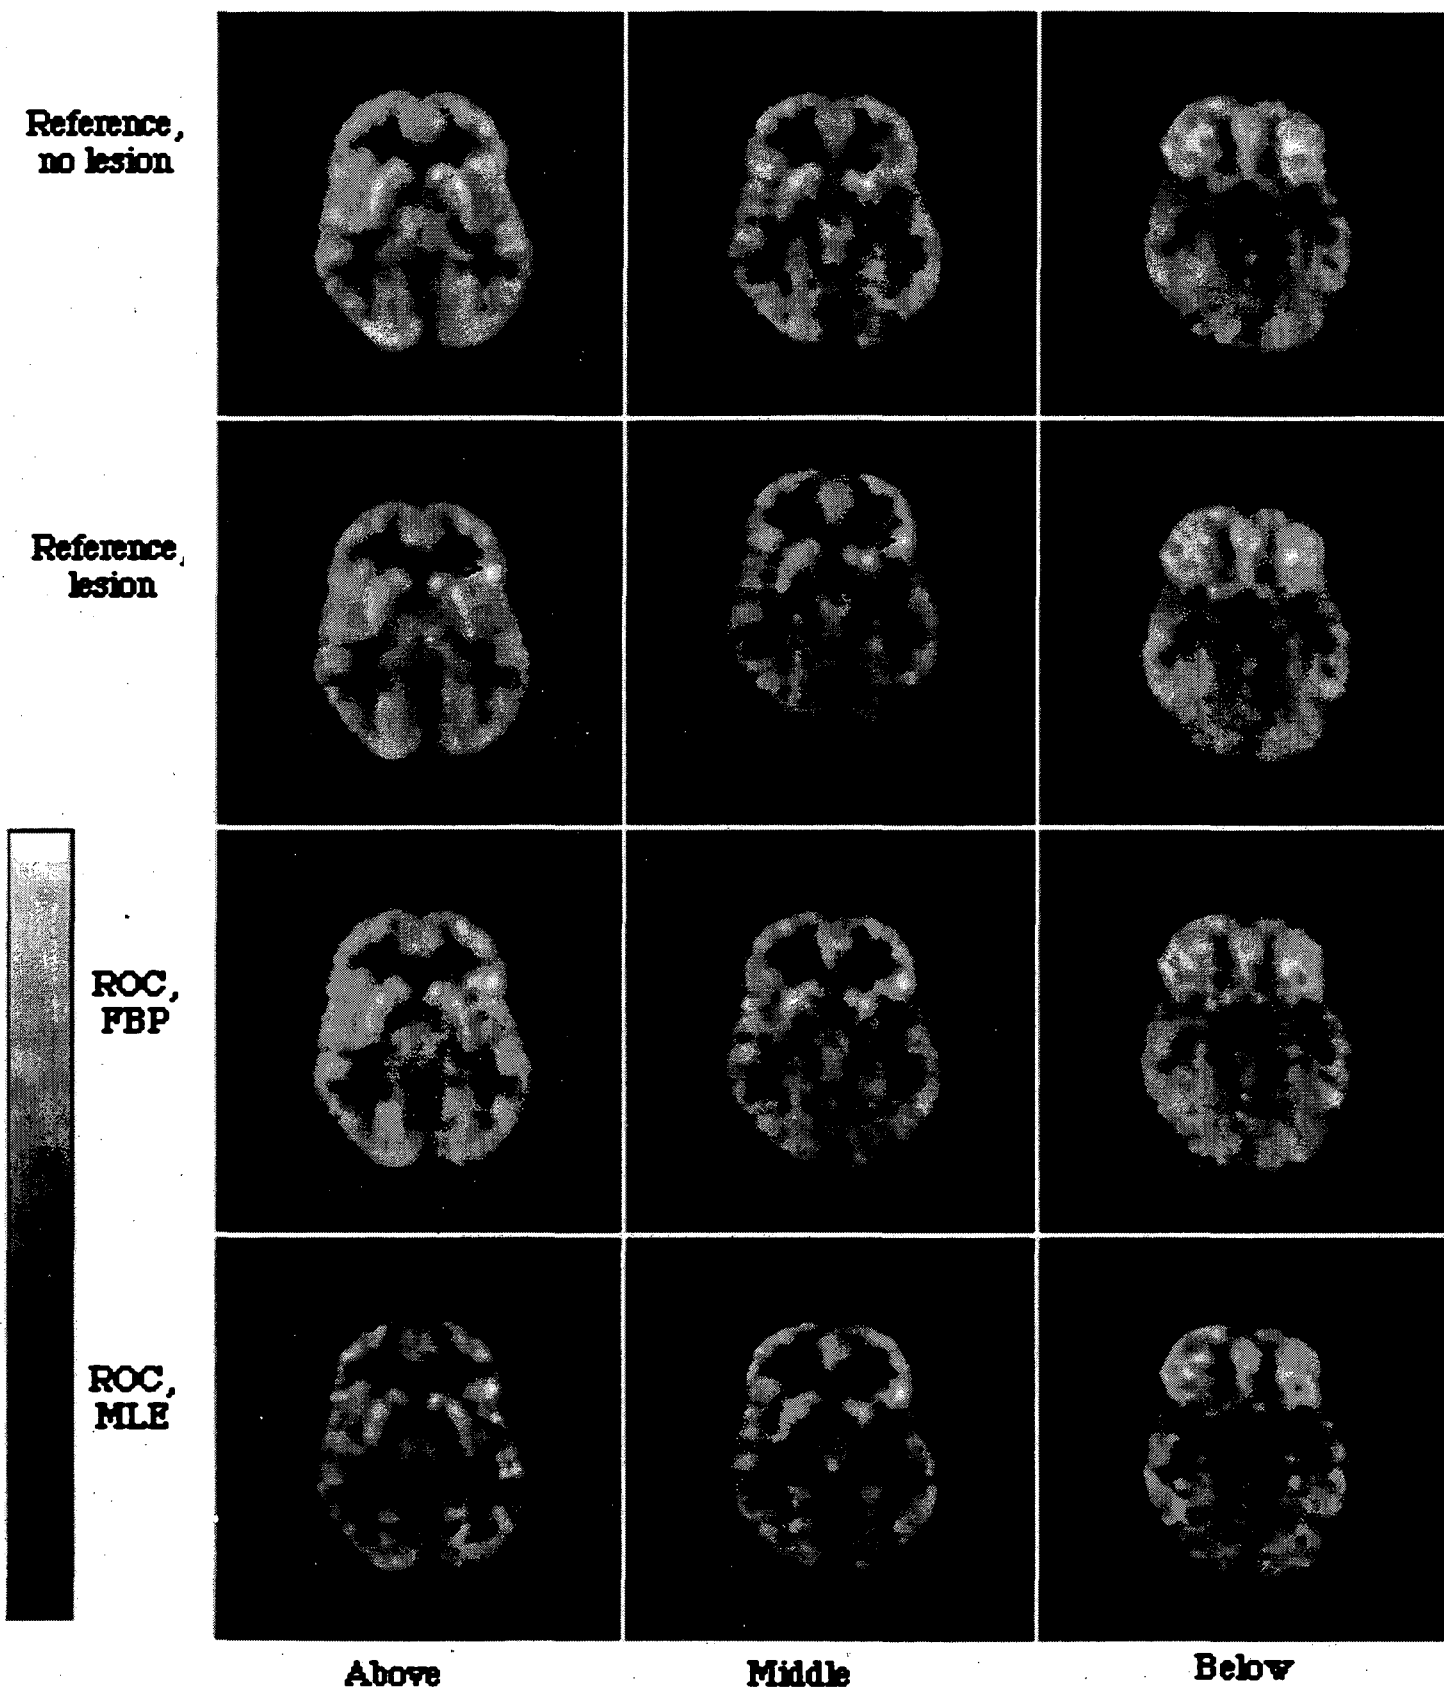 Reference,
no lesion
Reference,
lesion
ROC,
FBP
ROC,
MLE
Above
Middle
Below